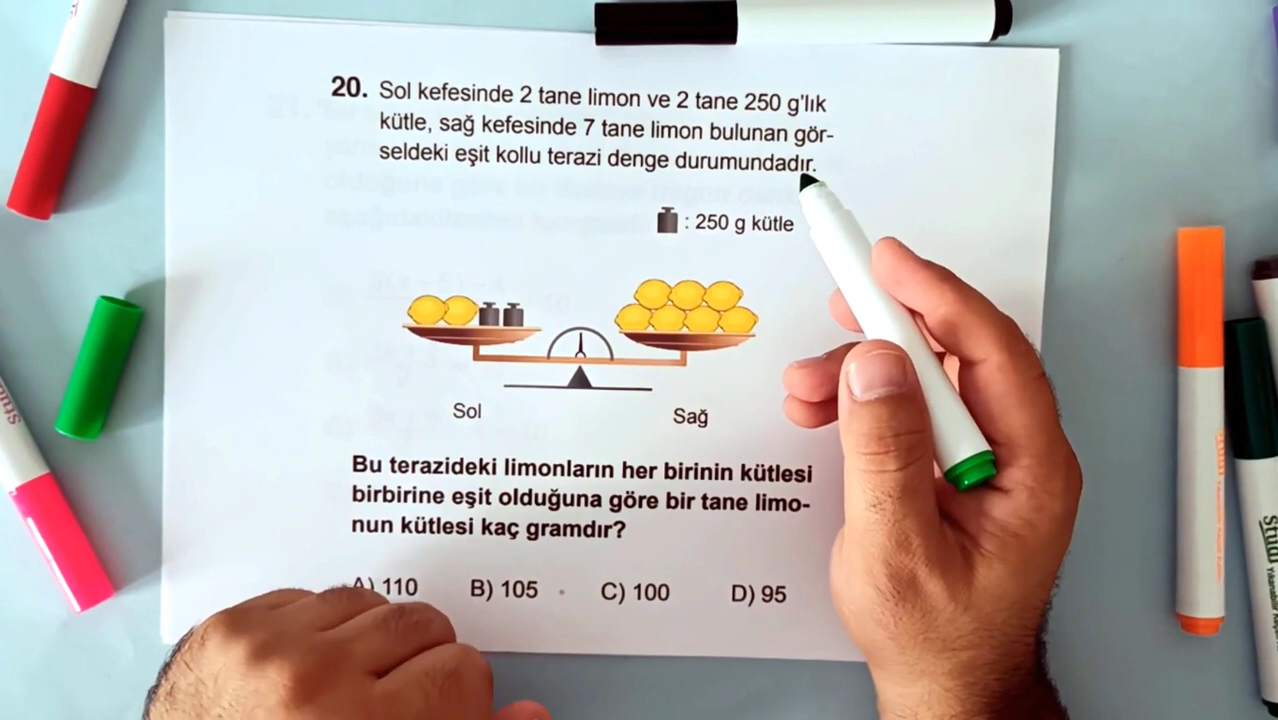 20. Sol kefesinde 2 tane limon ve 2 tane 250 g'lık
kütle, sağ kefesinde 7 tane limon bulunan gör-
seldeki eşit kollu terazi denge durumundadır.
: 250 g kütle
Sol
Sağ
Bu terazideki limonların her birinin kütlesi
birbirine eşit olduğuna göre bir tane limo-
nun kütlesi kaç gramdır?
A) 110 B) 105 C) 100 D) 95